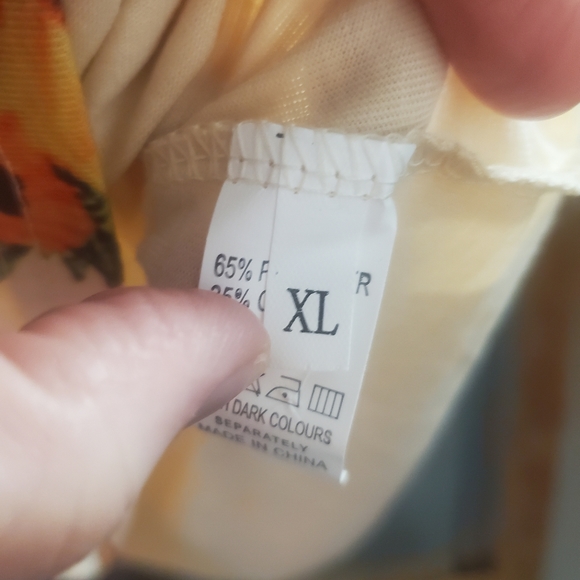 65%
XL
DARK COLOURS
SEPARATELY
MADE IN CHINA